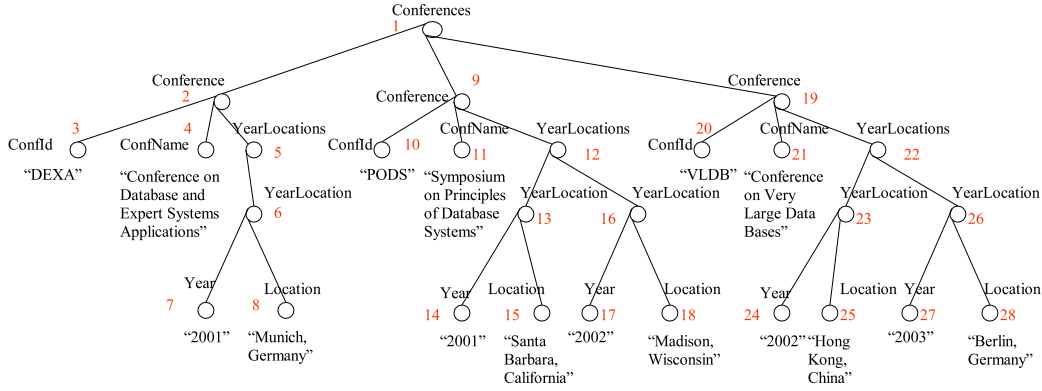 Conferences
1
Conference
2
9
Conference
Conference
19
3
ConfId
4
ConfName
YearLocations
5
10
ConfId
ConfName
11
YearLocations
12
20
ConfId
ConfName
21
YearLocations
22
“DEXA”
“Conference on
Database and
Expert Systems
Applications”
“PODS”
“Symposium
on Principles
of Database
Systems”
“VLDB”
“Conference
on Very
Large Data
Bases”
YearLocation
6
YearLocation
13
YearLocation
16
YearLocation
23
YearLocation
26
Year
7
Location
8
Year
14
Location
15
Year
17
Location
18
Year
24
Location
25
Year
27
Location
28
“2001”
“Munich,
Germany”
“2001”
“Santa
Barbara,
California”
“2002”
“Madison,
Wisconsin”
“2002”
“Hong
Kong,
China”
“2003”
“Berlin,
Germany”